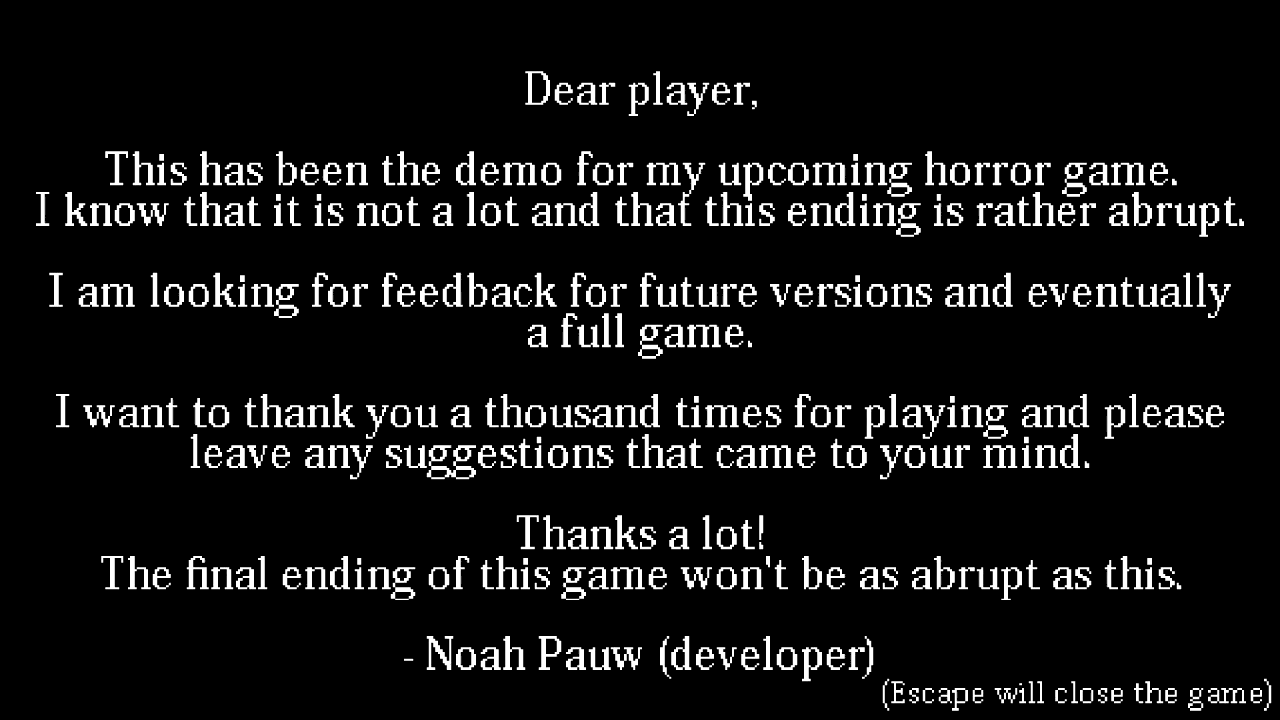 Dear player,
This has been the demo for my upcoming horror game.
I know that it is not a lot and that this ending is rather abrupt.
I am looking for feedback for future versions and eventually
a full game.
I want to thank you a thousand times for playing and please
leave any suggestions that came to your mind.
Thanks a lot!
The final ending of this game won't be as abrupt as this.
- Noah Pauw (developer)
(Escape will close the game)